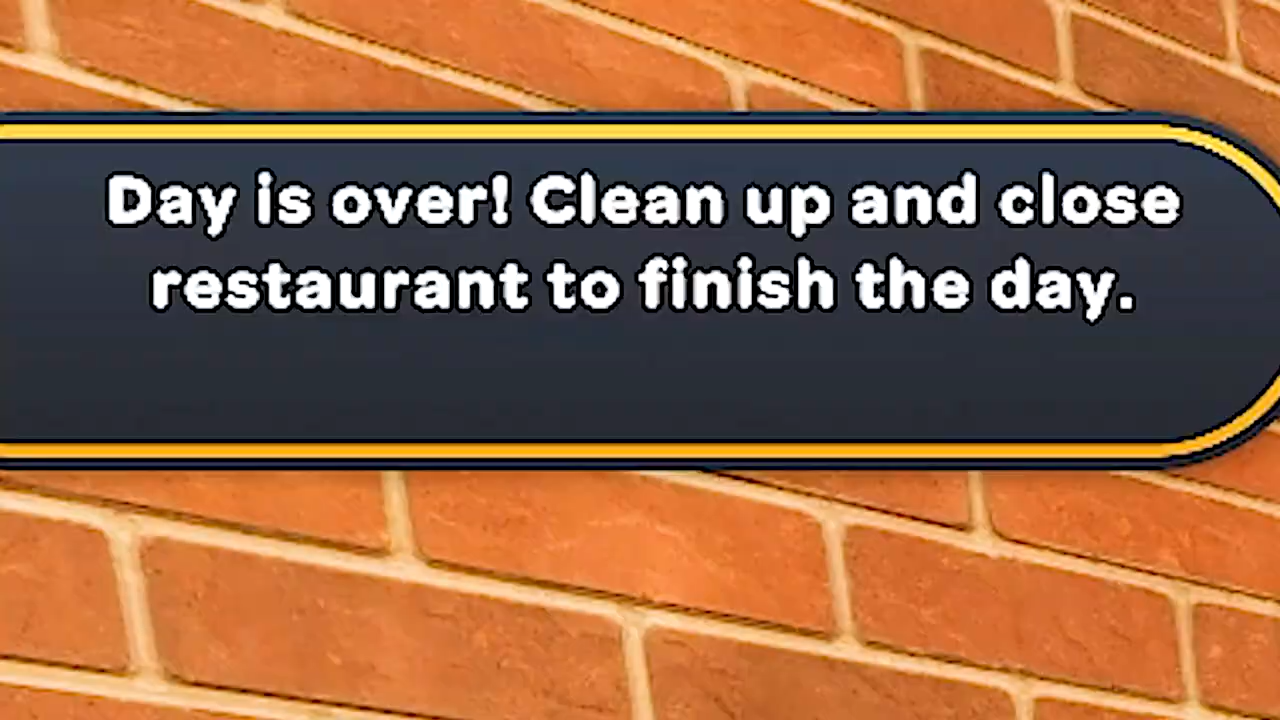 Day is over! Clean up and close
restaurant to finish the day.